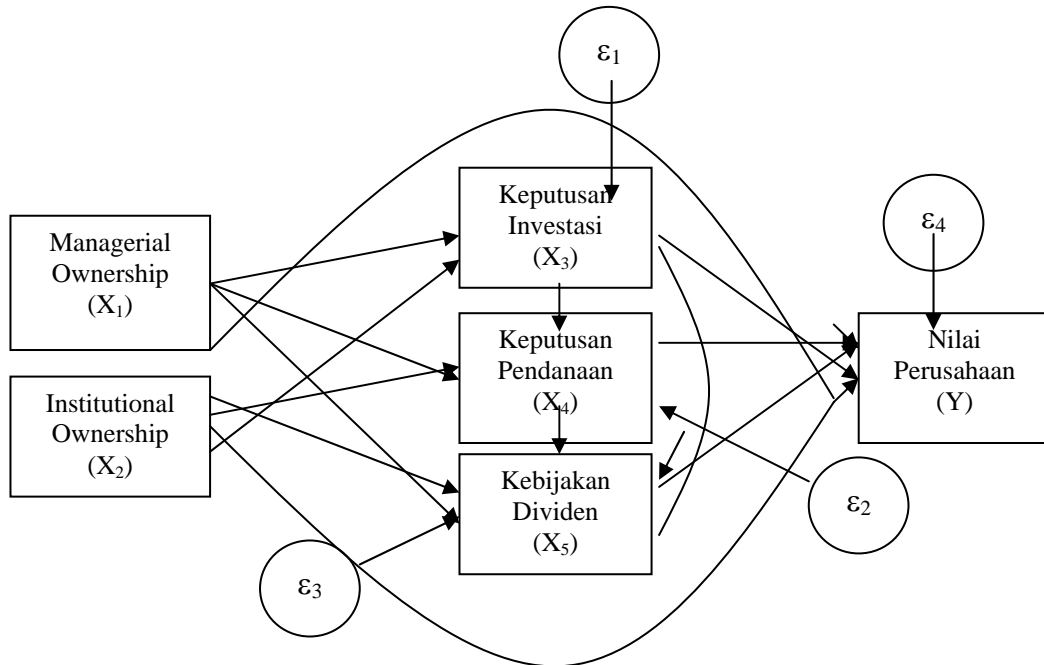 ε1
Keputusan
Investasi
(X3)
ε4
Managerial
Ownership
(X1)
Keputusan
Pendanaan
(X4)
Nilai
Perusahaan
(Y)
Institutional
Ownership
(X2)
Kebijakan
Dividen
(X5)
ε2
ε3